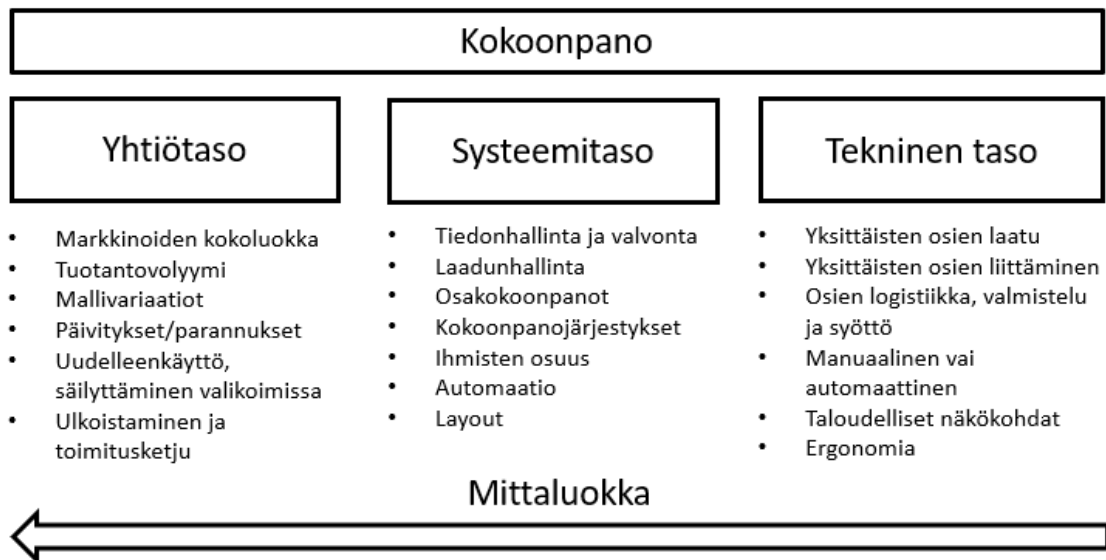 Kokoonpano
Yhtiötaso
• Markkinoiden kokoluokka
• Tuotantovolyymi
• Mallivariaatiot
• Päivitykset/parannukset
• Uudelleenkäyttö,
säilyttäminen valikoimissa
• Ulkoistaminen ja
toimitusketju
Systeemitaso
• Tiedonhallinta ja valvonta
• Laadunhallinta
• Osakokoonpanot
• Kokoonpanojärjestykset
• Ihmisten osuus
• Automaatio
• Layout
Tekninen taso
• Yksittäisten osien laatu
• Yksittäisten osien liittäminen
• Osien logistiikka, valmistelu
ja syöttö
• Manuaalinen vai
automaattinen
• Taloudelliset näkökohdat
• Ergonomia
Mittaluokka